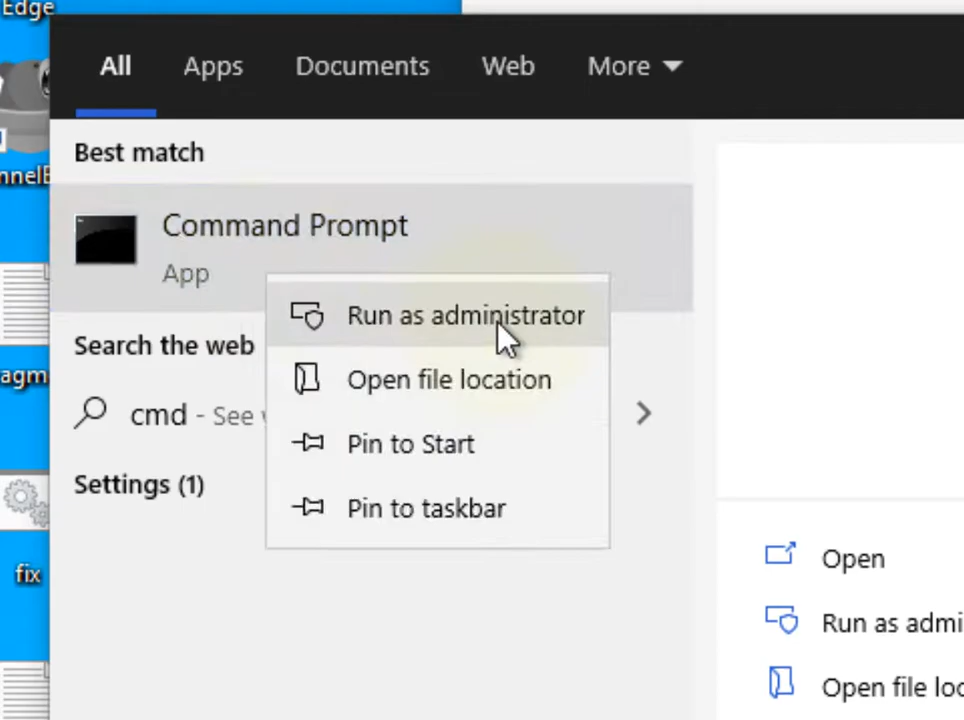 Edge
All Apps Documents Web More
Best match
Command Prompt
App
Run as administrator
Search the web
Open file location
cmd - See
Pin to Start
Settings (1)
Pin to taskbar
Open
fix
Run as admi
Open file loc